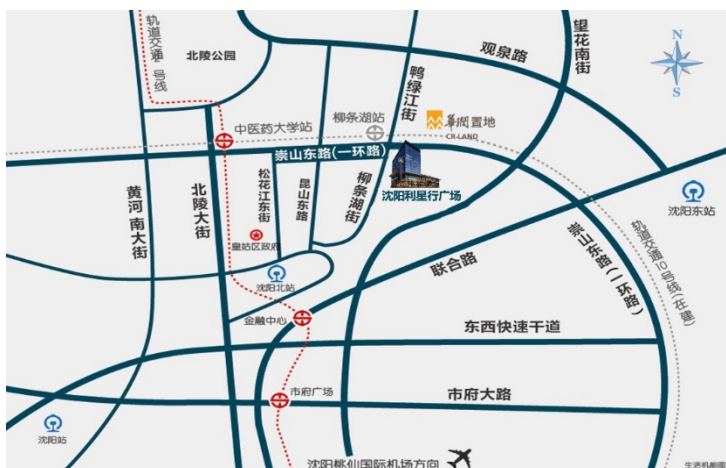 轨道交通2号线
北陵公园
观泉路
望花南街
N
S
鸭绿江街
中医药大学站
柳条湖站
華潤置地
CR-LAND
崇山东路(一环路)
黄河南大街
北陵大街
松花江东街
昆山东路
柳条湖街
沈阳利星行广场
沈阳东站
皇姑区政府
沈阳北站
联合路
崇山东路(一环路)
轨道交通10号线(在建)
金融中心
东西快速干道
市府广场
市府大路
沈阳站
沈阳桃仙国际机场方向